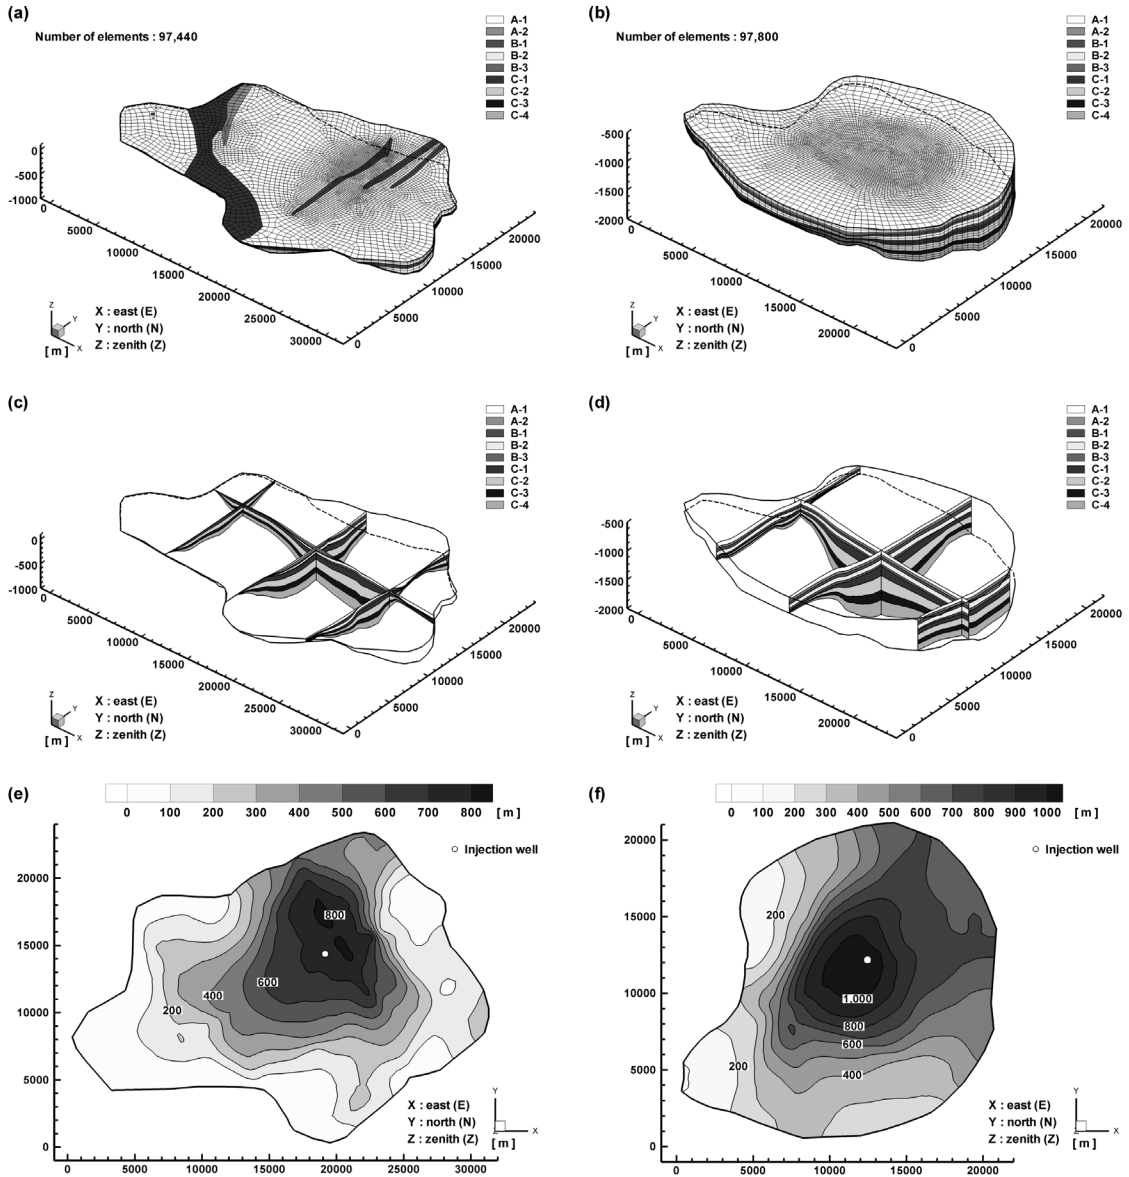 (a)
Number of elements : 97,440
A-1
A-2
B-1
B-2
B-3
C-1
C-2
C-3
C-4
0
-500
-1000
0
5000
10000
15000
20000
25000
30000
0
5000
10000
15000
20000
X : east (E)
Y : north (N)
Z : zenith (Z)
Z
Y
X
[ m ]
(b)
Number of elements : 97,800
A-1
A-2
B-1
B-2
B-3
C-1
C-2
C-3
C-4
-500
-1000
-1500
-2000
0
5000
10000
15000
20000
0
5000
10000
15000
20000
X : east (E)
Y : north (N)
Z : zenith (Z)
Z
Y
X
[ m ]
(c)
A-1
A-2
B-1
B-2
B-3
C-1
C-2
C-3
C-4
0
-500
-1000
0
5000
10000
15000
20000
25000
30000
0
5000
10000
15000
20000
X : east (E)
Y : north (N)
Z : zenith (Z)
Z
Y
X
[ m ]
(d)
A-1
A-2
B-1
B-2
B-3
C-1
C-2
C-3
C-4
-500
-1000
-1500
-2000
0
5000
10000
15000
20000
0
5000
10000
15000
20000
X : east (E)
Y : north (N)
Z : zenith (Z)
Z
Y
X
[ m ]
(e)
0 100 200 300 400 500 600 700 800 [ m ]
Injection well
20000
15000
10000
5000
0
800
600
400
200
X : east (E)
Y : north (N)
Z : zenith (Z)
Y
Z
X
[ m ]
0 5000 10000 15000 20000 25000 30000
(f)
0 100 200 300 400 500 600 700 800 900 1000 [ m ]
Injection well
20000
15000
10000
5000
0
200
1,000
800
600
200
400
X : east (E)
Y : north (N)
Z : zenith (Z)
Y
Z
X
[ m ]
0 5000 10000 15000 20000